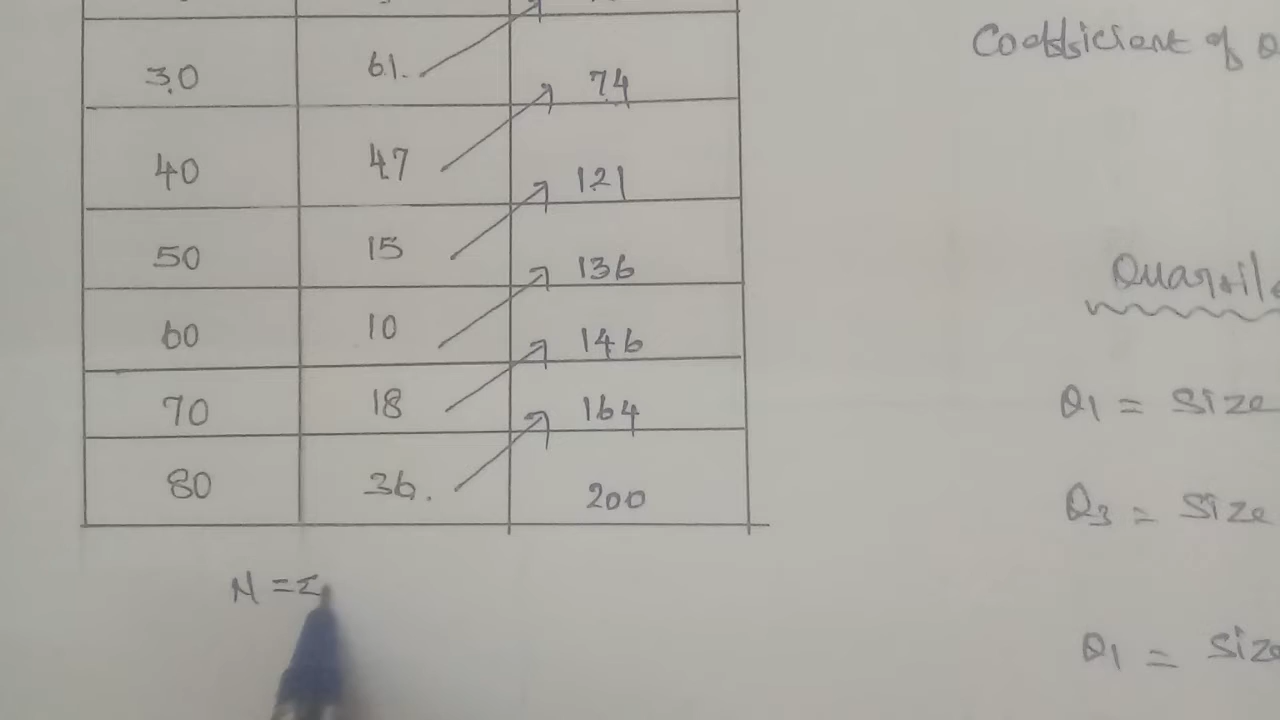 30 61. 74
40 47 121
50 15 136
60 10 146
70 18 164
80 36. 200
N = Σ
Coefficient of Q
Quartile
Q1 = Size
Q3 = Size
Q1 = Size